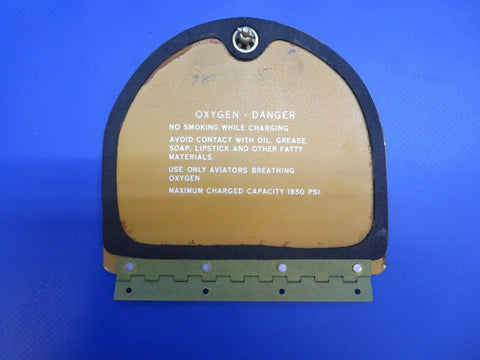 OXYGEN - DANGER
NO SMOKING WHILE CHARGING
AVOID CONTACT WITH OIL, GREASE,
SOAP, LIPSTICK AND OTHER FATTY
MATERIALS.
USE ONLY AVIATORS BREATHING
OXYGEN.
MAXIMUM CHARGED CAPACITY 1850 PSI.